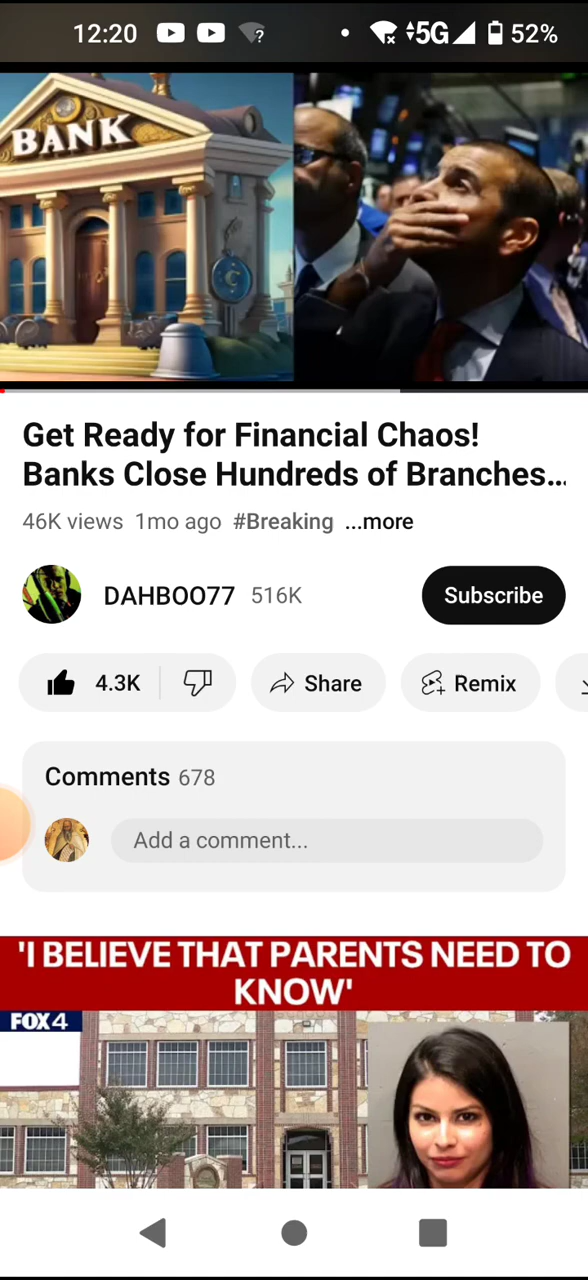 12:20 ? 5G 52%
BANK
Get Ready for Financial Chaos!
Banks Close Hundreds of Branches...
46K views 1mo ago #Breaking ...more
DAHBOO77 516K Subscribe
4.3K Share Remix
Comments 678
Add a comment...
'I BELIEVE THAT PARENTS NEED TO
KNOW'
FOX 4